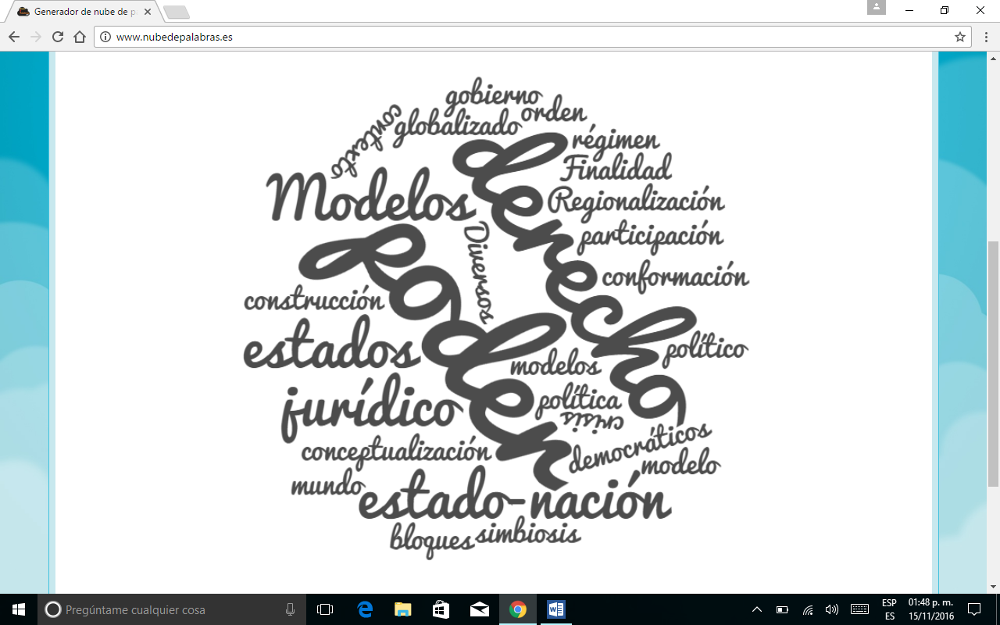 Generador de nube de p
www.nubedepalabras.es
gobierno
orden
contexto
globalizado
régimen
Finalidad
Modelos
derecho
Regionalización
Diversos
participación
conformación
construcción
estados
político
modelos
jurídico
política
democráticos
conceptualización
modelo
mundo
estado-nación
bloques
simbiosis
Pregúntame cualquier cosa
ESP
ES
01:48 p. m.
15/11/2016